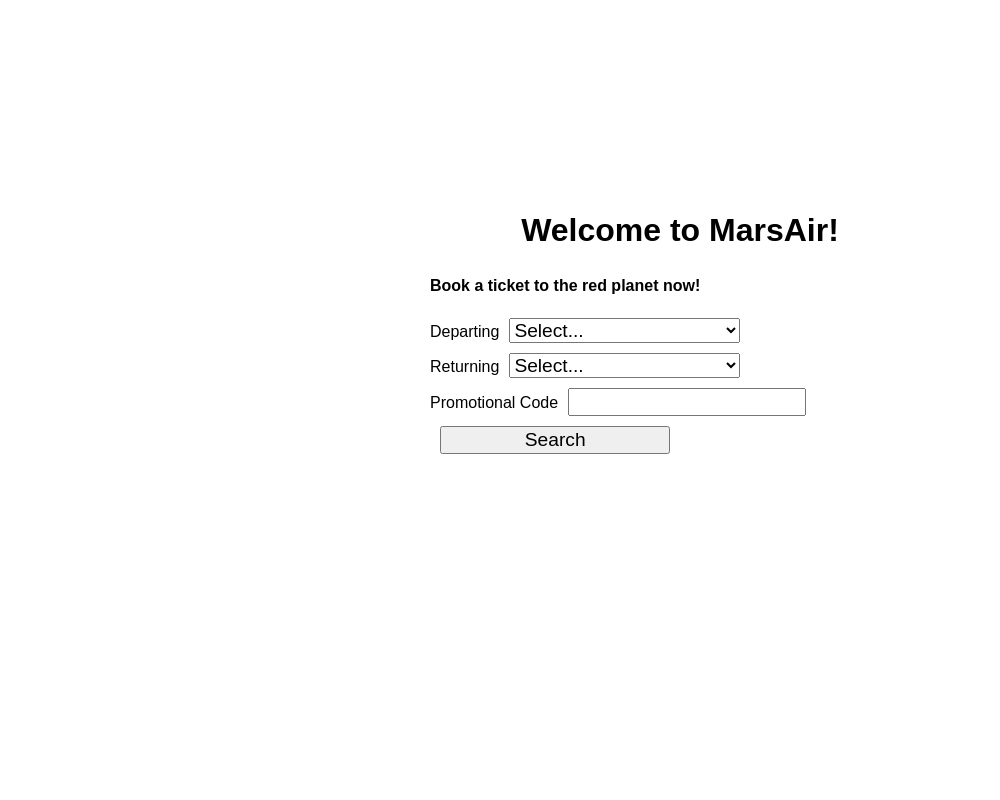 Welcome to MarsAir!
Book a ticket to the red planet now!
Departing Select...
Returning Select...
Promotional Code
Search